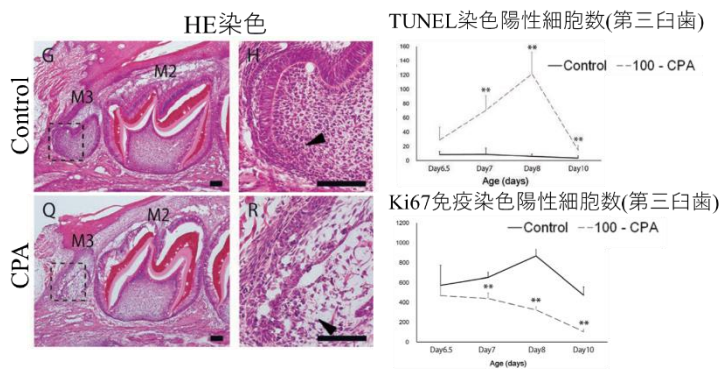 HE染色
Control
G
M3
M2
H
CPA
Q
M3
M2
R
TUNEL染色陽性細胞数(第三臼歯)
Control
100 - CPA
160
140
120
100
80
60
40
20
0
**
**
**
Day6.5
Day7
Day8
Day10
Age (days)
Ki67免疫染色陽性細胞数(第三臼歯)
Control
100 - CPA
1000
800
600
400
200
0
**
**
**
Day6.5
Day7
Day8
Day10
Age (days)